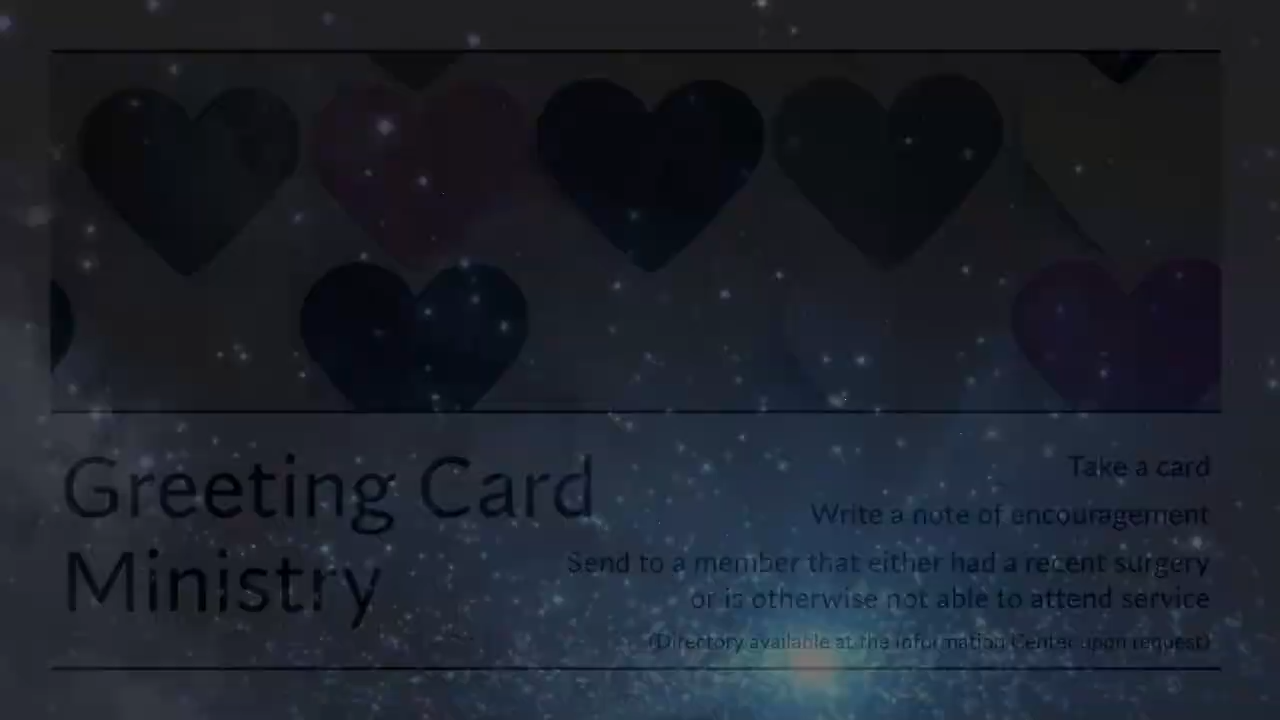 Greeting Card
Ministry
Take a card
Write a note of encouragement
Send to a member that either had a recent surgery
or is otherwise not able to attend service
(Directory available at the Information Center upon request)